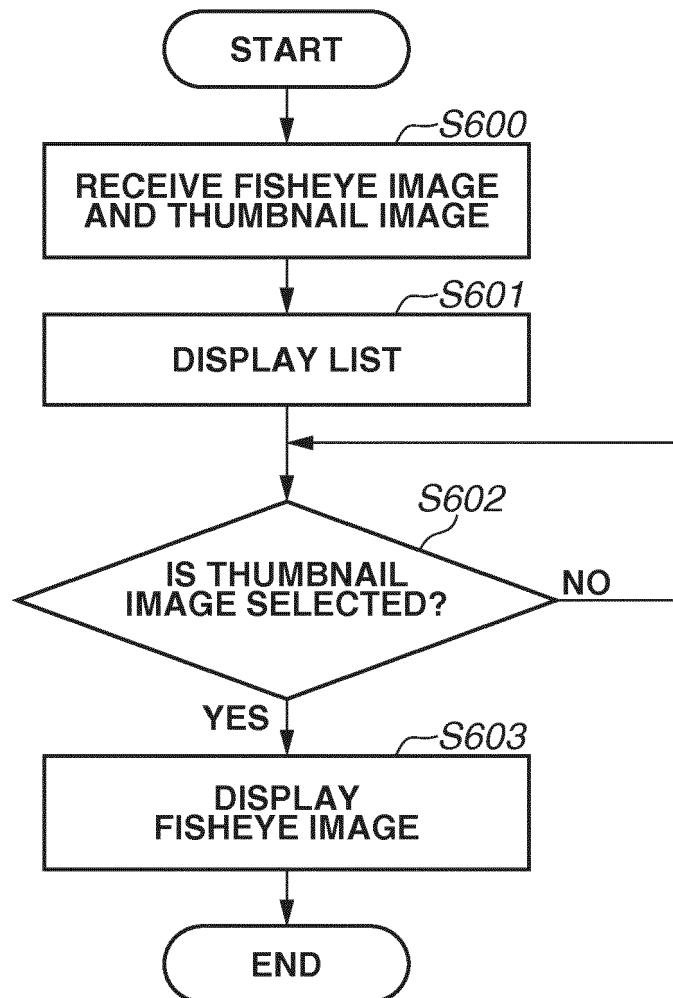 START
S600
RECEIVE FISHEYE IMAGE
AND THUMBNAIL IMAGE
S601
DISPLAY LIST
S602
IS THUMBNAIL
IMAGE SELECTED?
NO
YES
S603
DISPLAY
FISHEYE IMAGE
END